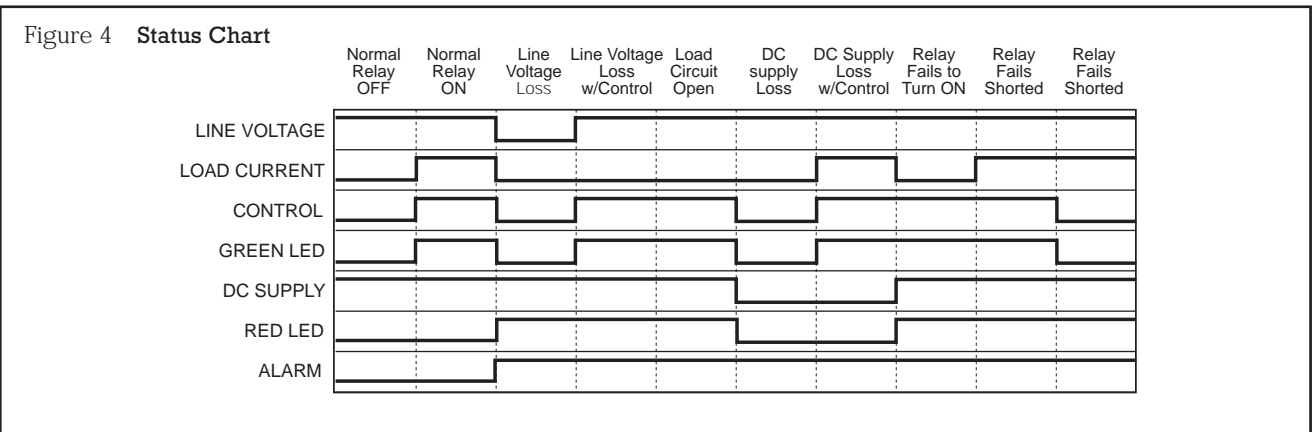 Figure 4 Status Chart
Normal Relay OFF
Normal Relay ON
Line Voltage Loss
Line Voltage Loss w/Control
Load Circuit Open
DC supply Loss
DC Supply Loss w/Control
Relay Fails to Turn ON
Relay Fails Shorted
Relay Fails Shorted
LINE VOLTAGE
LOAD CURRENT
CONTROL
GREEN LED
DC SUPPLY
RED LED
ALARM